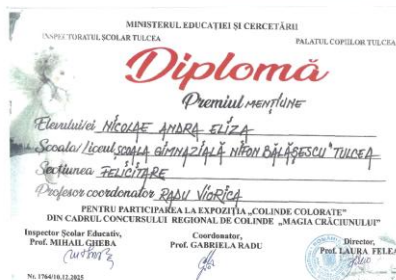 MINISTERUL EDUCAȚIEI ȘI CERCETĂRII
INSPECTORATUL ȘCOLAR TULCEA PALATUL COPIILOR TULCEA
Diplomă
Premiul MENȚIUNE
Elevului/ei NICOLAE ANDRA ELIZA
Școala/Liceul ȘCOALA GIMNAZIALĂ NIFON BĂLĂȘESCU" TULCEA
Secțiunea FELICITARE
Profesor coordonator RADU VIORICA
PENTRU PARTICIPAREA LA EXPOZIȚIA „COLINDE COLORATE"
DIN CADRUL CONCURSULUI REGIONAL DE COLINDE „MAGIA CRĂCIUNULUI"
Inspector Școlar Educativ, Coordonator, Director,
Prof. MIHAIL GHEBA Prof. GABRIELA RADU Prof. LAURA FELEA
Nr. 1764/10.12.2025